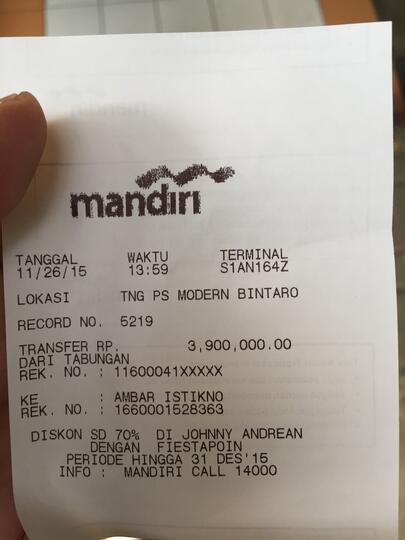 mandiri
TANGGAL WAKTU TERMINAL
11/26/15 13:59 S1AN164Z
LOKASI TNG PS MODERN BINTARO
RECORD NO. 5219
TRANSFER RP. 3,900,000.00
DARI TABUNGAN
REK. NO. : 11600041XXXXX
KE : AMBAR ISTIKNO
REK. NO. : 1660001528363
DISKON SD 70% DI JOHNNY ANDREAN
DENGAN FIESTAPOIN
PERIODE HINGGA 31 DES'15
INFO : MANDIRI CALL 14000